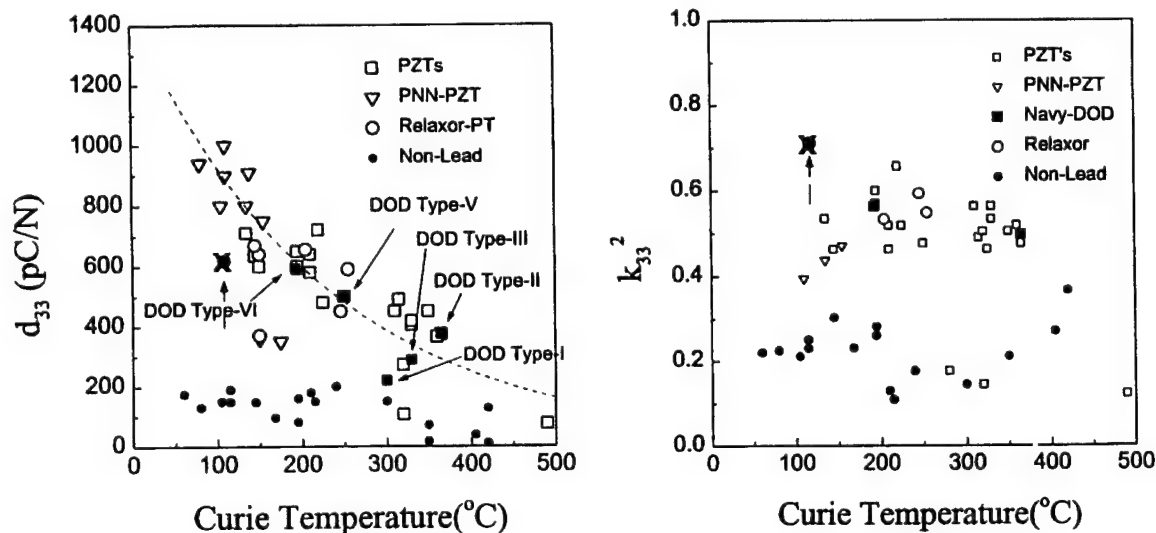 1400
1200
1000
800
600
400
200
0
d33 (pC/N)
PZTs
PNN-PZT
Relaxor-PT
Non-Lead
DOD Type-V
DOD Type-III
DOD Type-II
DOD Type-VI
DOD Type-I
0 100 200 300 400 500
Curie Temperature(°C)
1.0
0.8
0.6
0.4
0.2
0.0
k33²
PZT's
PNN-PZT
Navy-DOD
Relaxor
Non-Lead
0 100 200 300 400 500
Curie Temperature(°C)